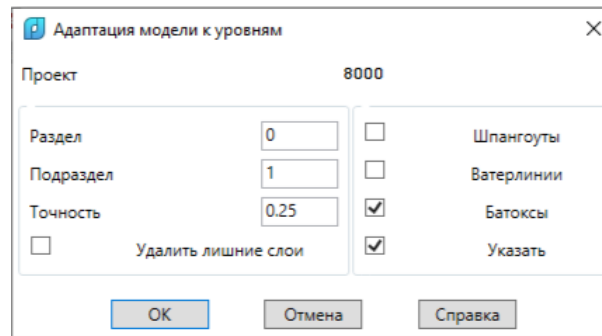 Адаптация модели к уровням
Проект 8000
Раздел 0 Шпангоуты
Подраздел 1 Ватерлинии
Точность 0.25 Батоксы
Удалить лишние слои Указать
OK Отмена Справка